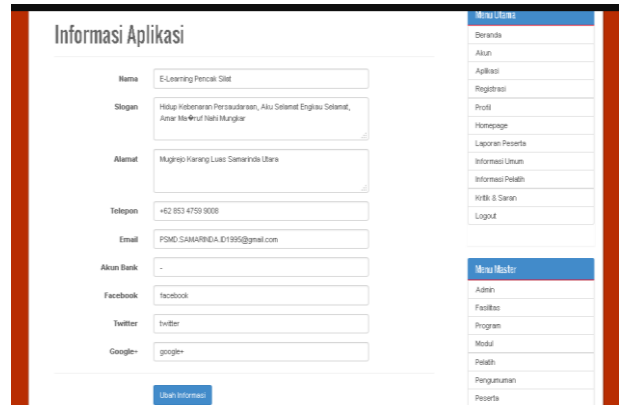 Informasi Aplikasi
Nama
E-Learning Pencak Silat
Slogan
Hidup Kebenaran Persaudaraan, Aku Selamat Engkau Selamat,
Amar Ma�ruf Nahi Mungkar
Alamat
Mugirejo Karang Luas Samarinda Utara
Telepon
+62 853 4759 9008
Email
PSMD.SAMARINDA.ID1995@gmail.com
Akun Bank
-
Facebook
facebook
Twitter
twitter
Google+
google+
Ubah Informasi
Menu Utama
Beranda
Akun
Aplikasi
Registrasi
Profil
Homepage
Laporan Peserta
Informasi Umum
Informasi Pelatih
Kritik & Saran
Logout
Menu Master
Admin
Fasilitas
Program
Modul
Pelatih
Pengumuman
Peserta